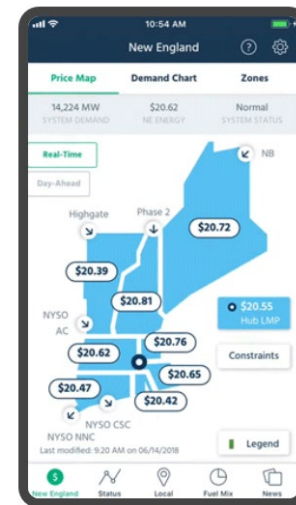 10:54 AM
New England
Price Map Demand Chart Zones
14,224 MW $20.62 Normal
SYSTEM DEMAND NE ENERGY SYSTEM STATUS
Real-Time
NB
Day-Ahead
Highgate Phase 2
$20.72
$20.39
$20.81
$20.55
Hub LMP
NYSO
AC
$20.76
$20.62
Constraints
$20.65
$20.47
$20.42
NYSO CSC
NYSO NNC
Legend
Last modified: 9:20 AM on 06/14/2018
New England Status Local Fuel Mix News